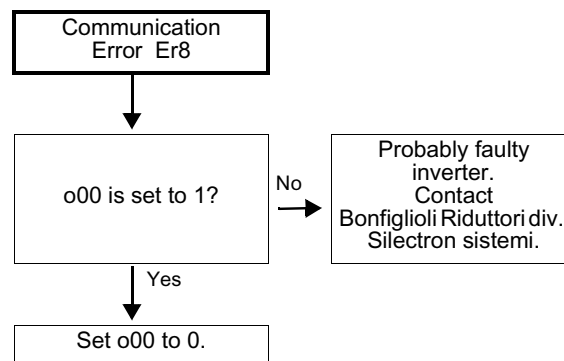 Communication
Error Er8
o00 is set to 1?
No
Probably faulty
inverter.
Contact
Bonfiglioli Riduttori div.
Silectron sistemi.
Yes
Set o00 to 0.